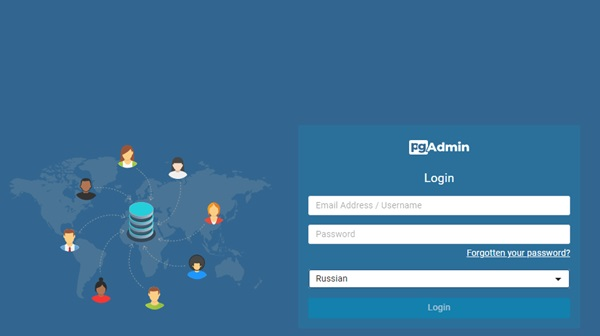 pgAdmin
Login
Email Address / Username
Password
Forgotten your password?
Russian
Login